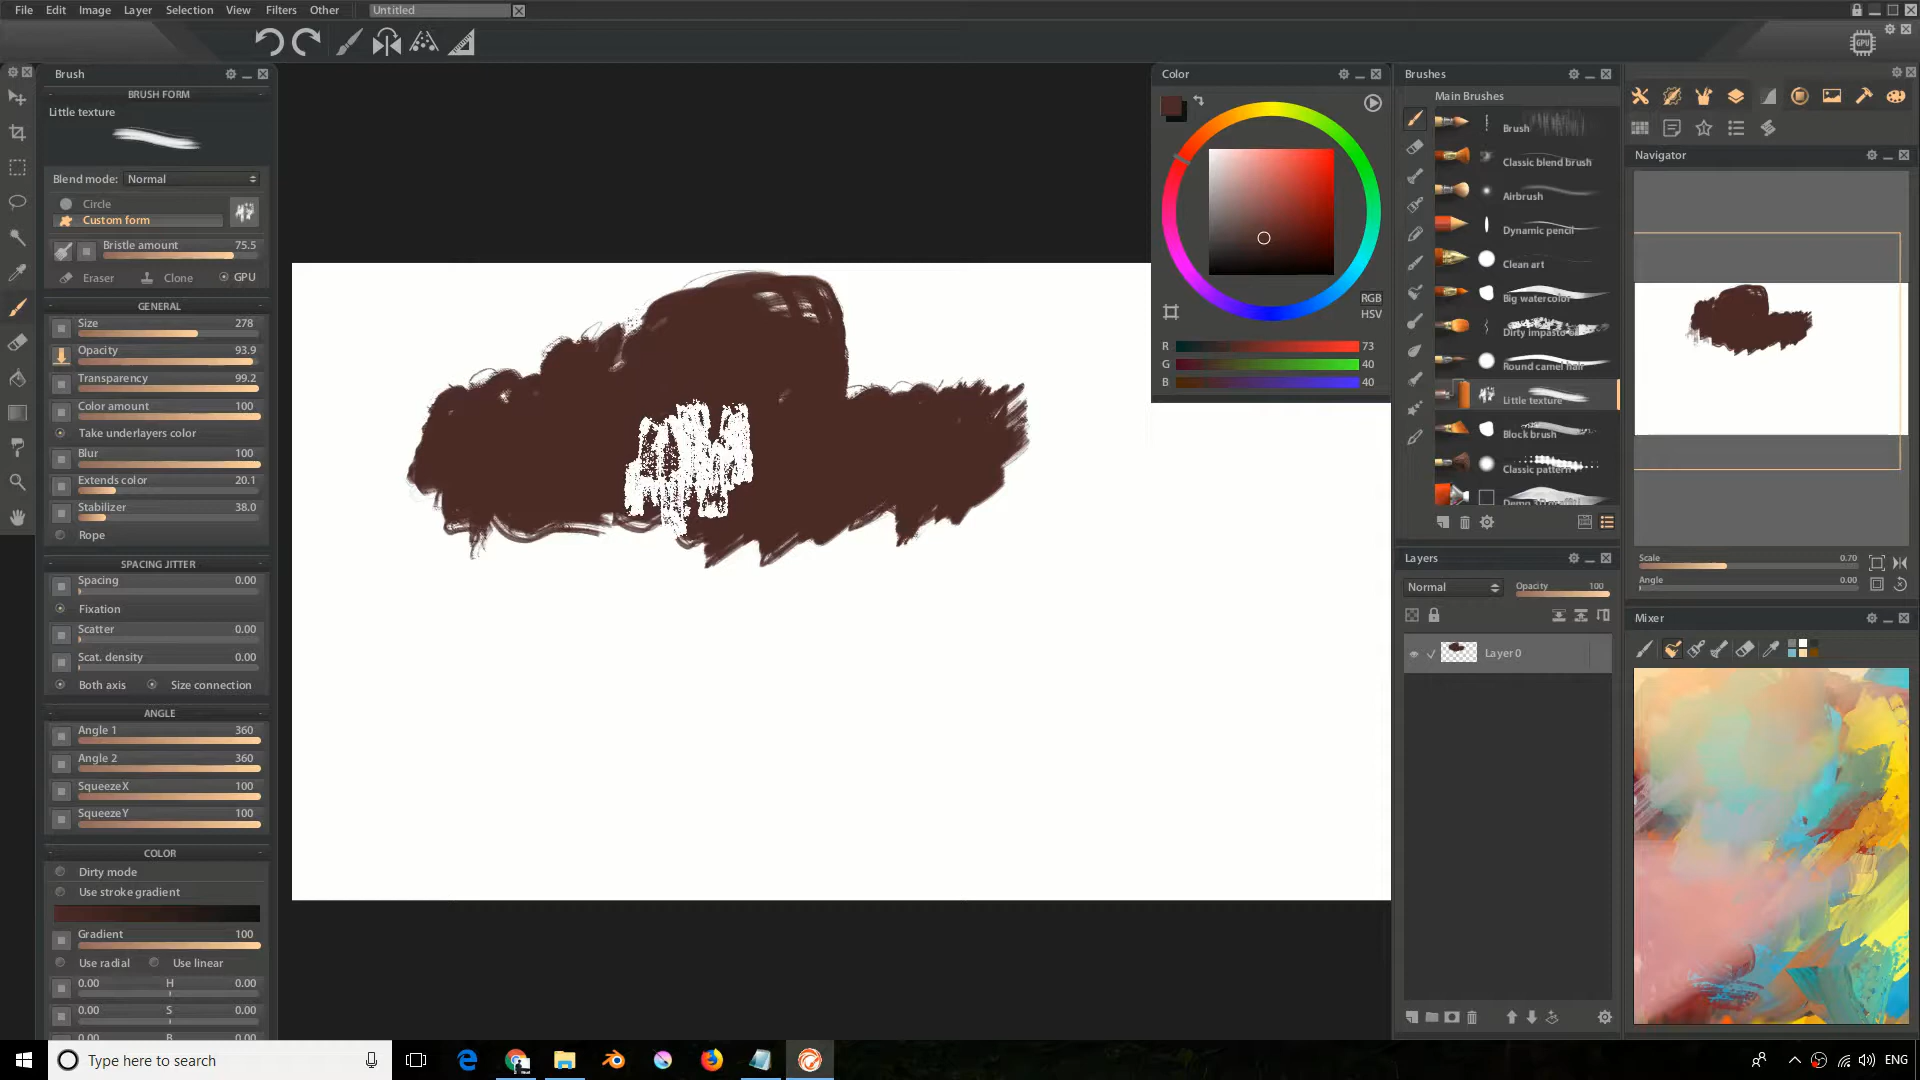 File Edit Image Layer Selection View Filters Other Untitled
GPU
Brush
BRUSH FORM
Little texture
Blend mode: Normal
Circle
Custom form
Bristle amount 75.5
Eraser Clone GPU
GENERAL
Size 278
Opacity 93.9
Transparency 99.2
Color amount 100
Take underlayers color
Blur 100
Extends color 20.1
Stabilizer 38.0
Rope
SPACING JITTER
Spacing 0.00
Fixation
Scatter 0.00
Scat. density 0.00
Both axis Size connection
ANGLE
Angle 1 360
Angle 2 360
SqueezeX 100
SqueezeY 100
COLOR
Dirty mode
Use stroke gradient
Gradient 100
Use radial Use linear
0.00 H 0.00
0.00 S 0.00
0.00 B 0.00
Color
RGB
HSV
R 73
G 40
B 40
Brushes
Main Brushes
Brush
Classic blend brush
Airbrush
Dynamic pencil
Clean art
Big watercolor
Dirty impasto
Round camel hair
Little texture
Block brush
Classic pattern
Layers
Normal Opacity 100
Layer 0
Navigator
Scale 0.70
Angle 0.00
Mixer
Type here to search
ENG